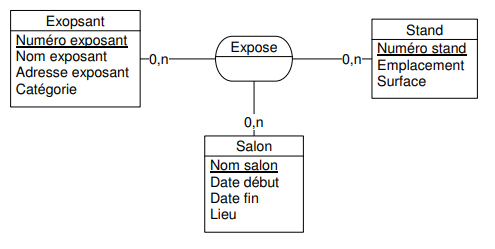 Exopsant
Numéro exposant
Nom exposant
Adresse exposant
Catégorie
0,n
Expose
0,n
Stand
Numéro stand
Emplacement
Surface
0,n
Salon
Nom salon
Date début
Date fin
Lieu